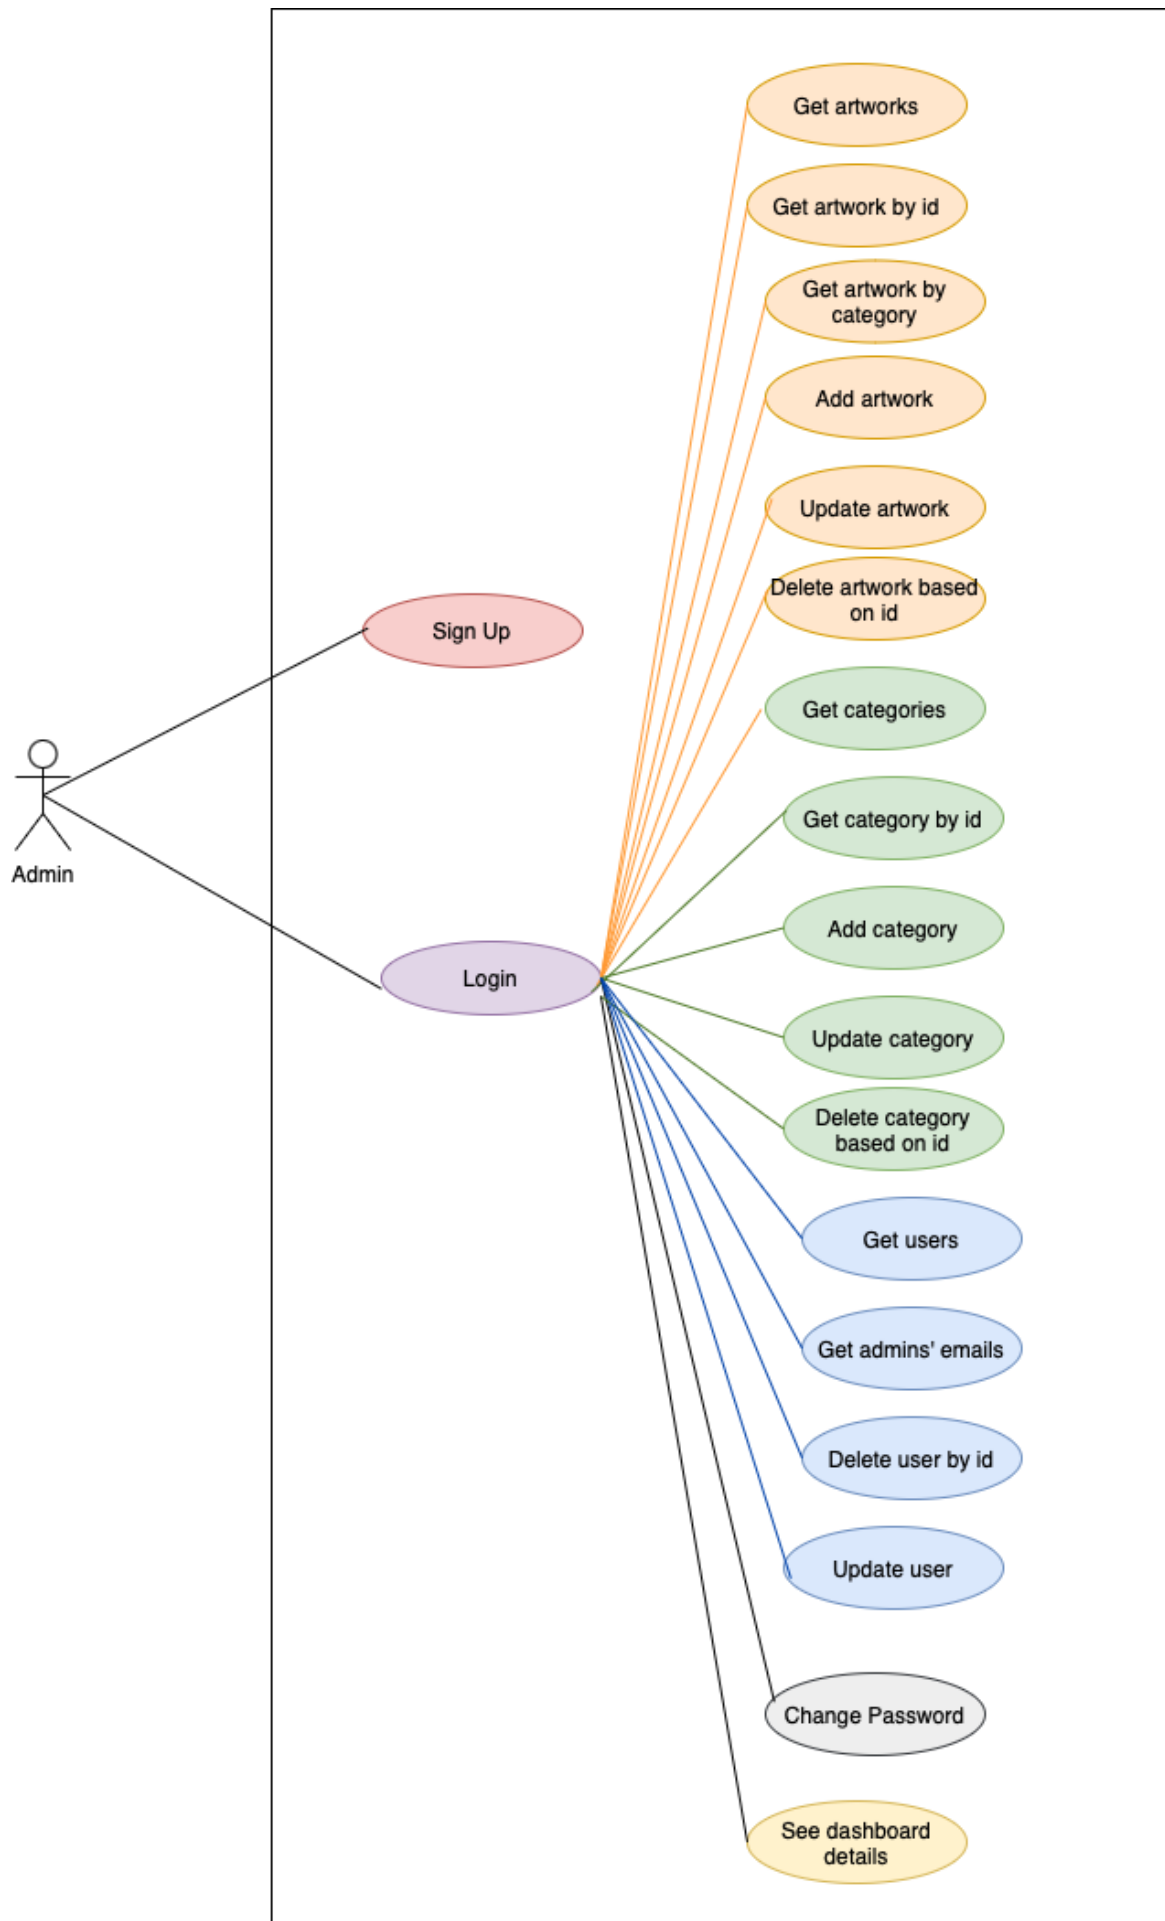 Get artworks
Get artwork by id
Get artwork by
category
Add artwork
Update artwork
Delete artwork based
on id
Sign Up
Get categories
Get category by id
Admin
Add category
Login
Update category
Delete category
based on id
Get users
Get admins' emails
Delete user by id
Update user
Change Password
See dashboard
details